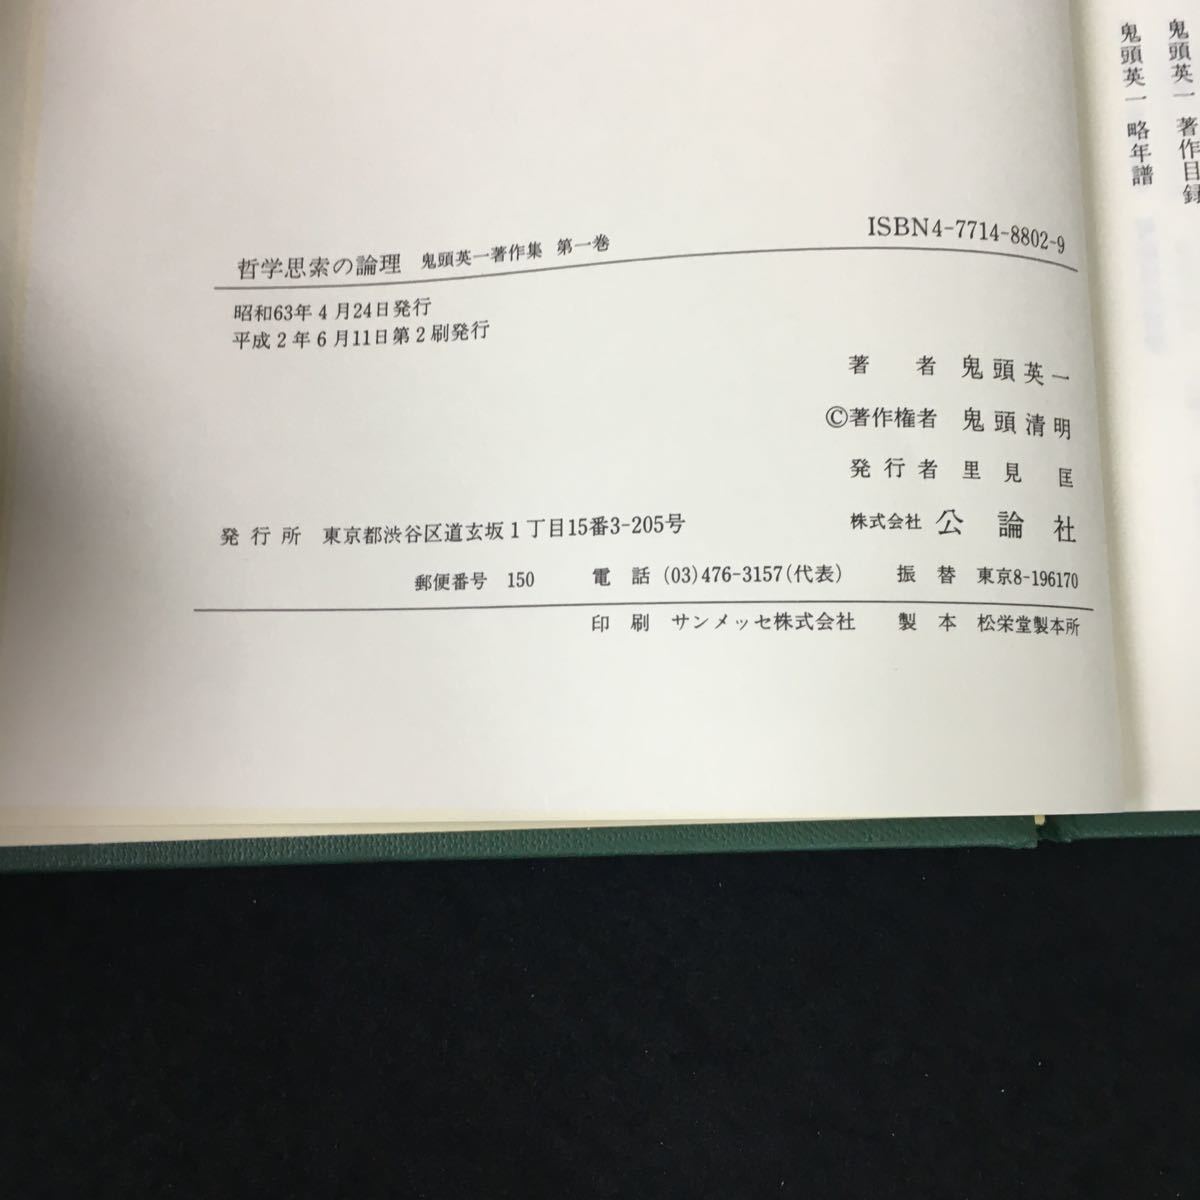 鬼頭英一 著作目録
鬼頭英一 略年譜
ISBN4-7714-8802-9
哲学思索の論理 鬼頭英一著作集 第一巻
昭和63年4月24日発行
平成2年6月11日第2刷発行
著 者 鬼頭英一
©著作権者 鬼頭清明
発行者 里見 匡
発行所 東京都渋谷区道玄坂1丁目15番3-205号 株式会社 公論社
郵便番号 150 電話 (03)476-3157(代表) 振替 東京8-196170
印刷 サンメッセ株式会社 製本 松栄堂製本所